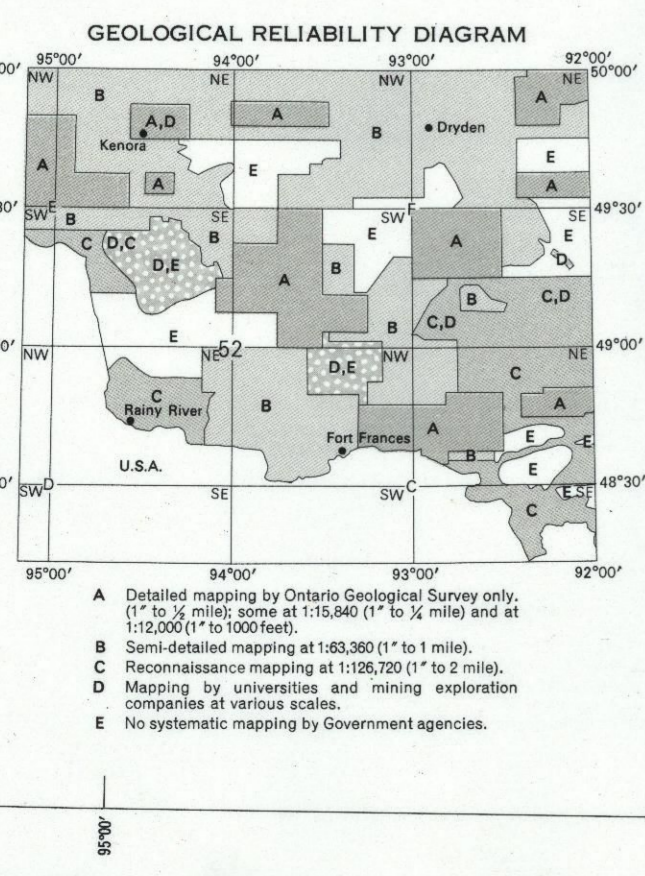 GEOLOGICAL RELIABILITY DIAGRAM
95°00' 94°00' 93°00' 92°00'
00' NW NE NW NE 50°00'
B
A
A,D A
B Dryden
Kenora
E E
A A A
30' SW E SE SW F SE 49°30'
B
C D,C B E A E
D,E B D
A
B C,D
B C,D
E
0' NW NE 52 NW NE 49°00'
D,E C
C B A
Rainy River
Fort Frances A E E
U.S.A. B E
0' SW D SE SW C E SE 48°30'
C
95°00' 94°00' 93°00' 92°00'
A Detailed mapping by Ontario Geological Survey only.
(1″ to ½ mile); some at 1:15,840 (1″ to ¼ mile) and at
1:12,000 (1″ to 1000 feet).
B Semi-detailed mapping at 1:63,360 (1″ to 1 mile).
C Reconnaissance mapping at 1:126,720 (1″ to 2 mile).
D Mapping by universities and mining exploration
companies at various scales.
E No systematic mapping by Government agencies.
95°00'